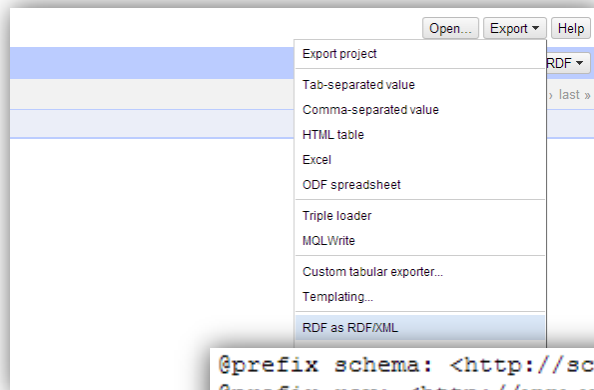 Open... Export Help
Export project
RDF
Tab-separated value
› last »
Comma-separated value
HTML table
Excel
ODF spreadsheet
Triple loader
MQLWrite
Custom tabular exporter...
Templating...
RDF as RDF/XML
@prefix schema: <http://sc